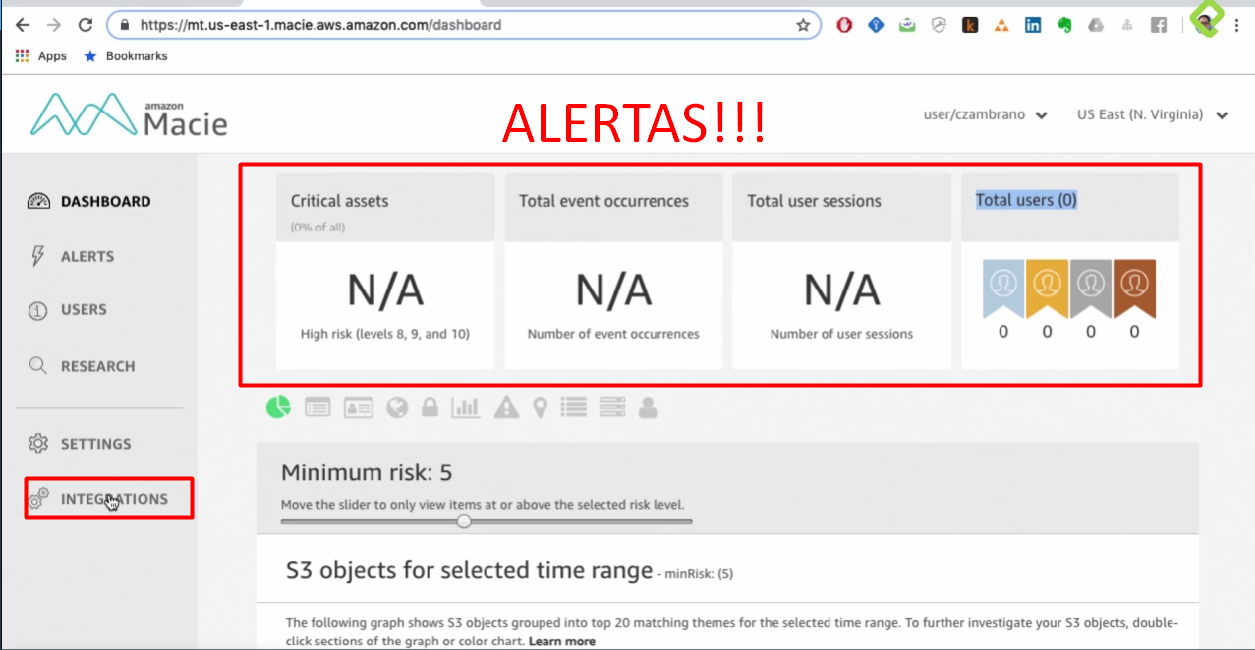 https://mt.us-east-1.macie.aws.amazon.com/dashboard
Apps
Bookmarks
amazon
Macie
ALERTAS!!!
user/czambrano
US East (N. Virginia)
DASHBOARD
ALERTS
USERS
RESEARCH
SETTINGS
INTEGRATIONS
Critical assets
(0% of all)
N/A
High risk (levels 8, 9, and 10)
Total event occurrences
N/A
Number of event occurrences
Total user sessions
N/A
Number of user sessions
Total users (0)
0 0 0 0
Minimum risk: 5
Move the slider to only view items at or above the selected risk level.
S3 objects for selected time range - minRisk: (5)
The following graph shows S3 objects grouped into top 20 matching themes for the selected time range. To further investigate your S3 objects, double-
click sections of the graph or color chart. Learn more